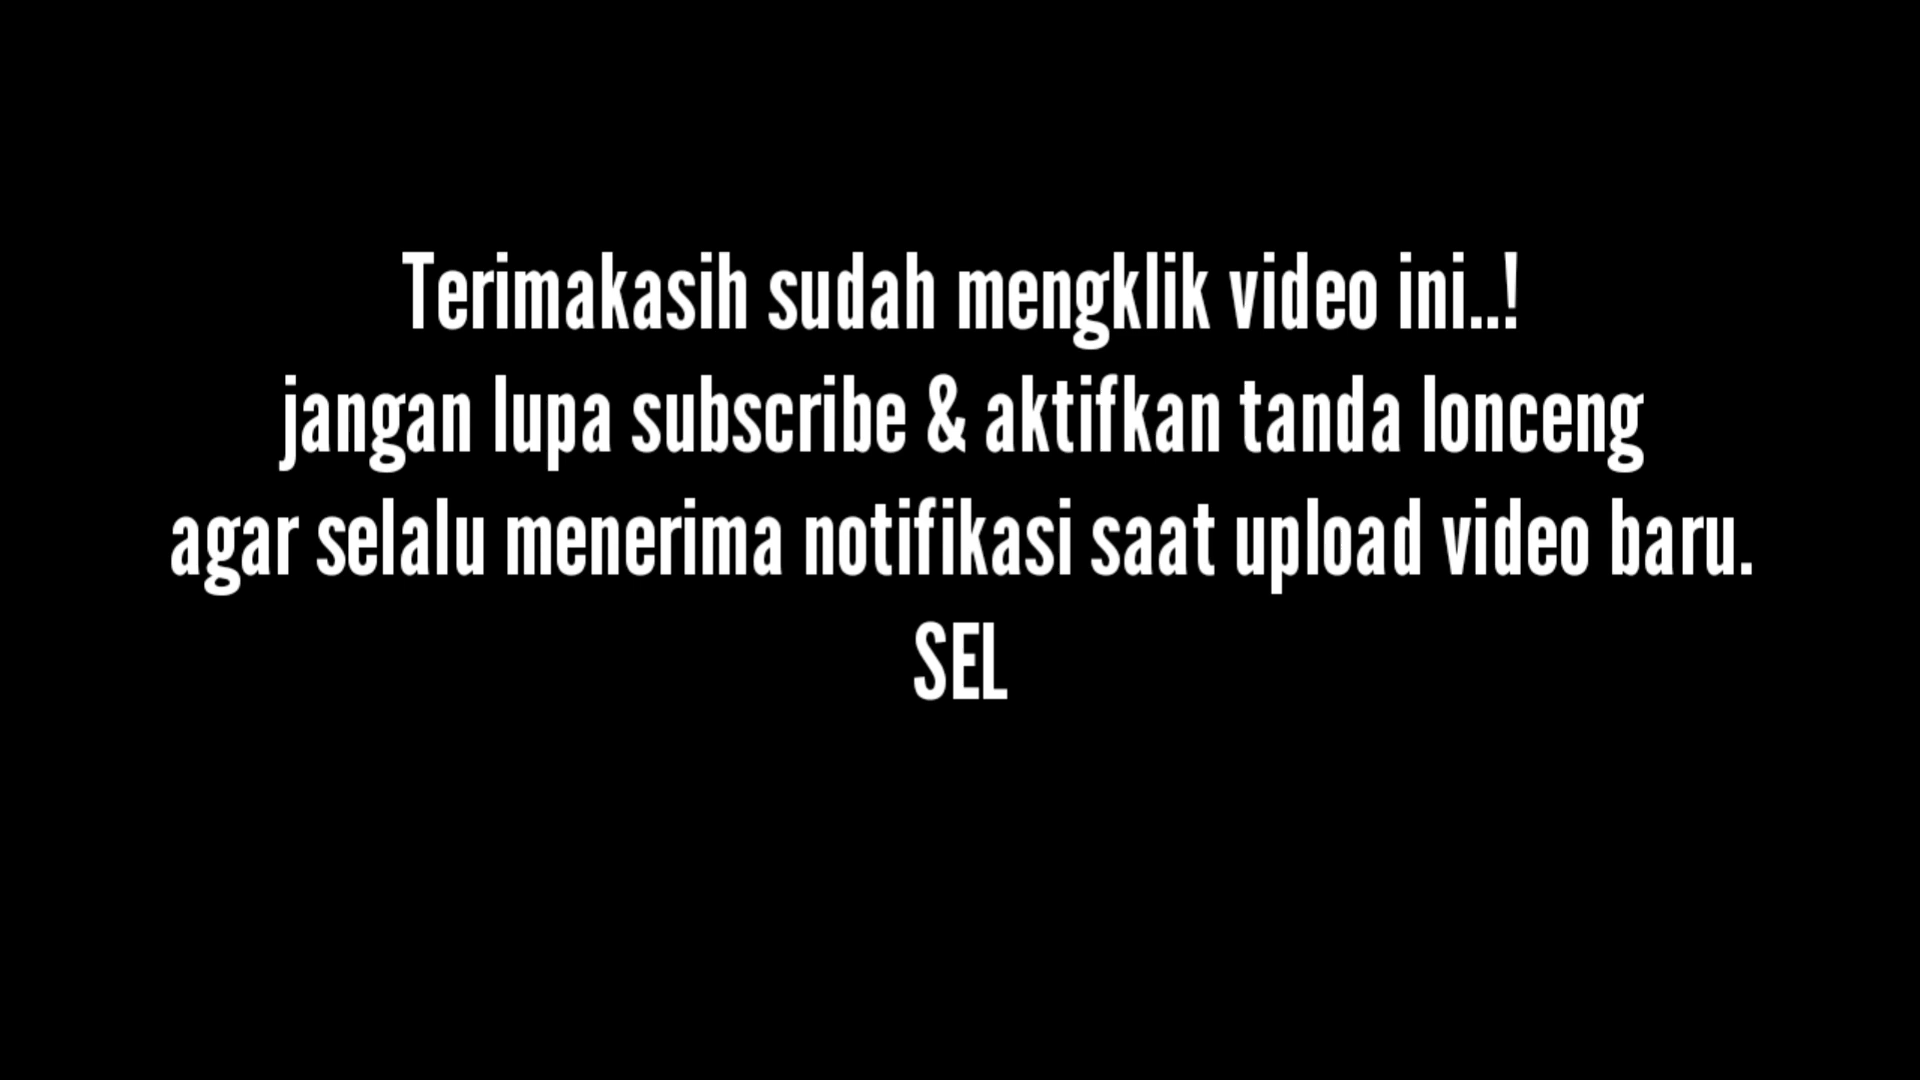 Terimakasih sudah mengklik video ini..!
jangan lupa subscribe & aktifkan tanda lonceng
agar selalu menerima notifikasi saat upload video baru.
SEL